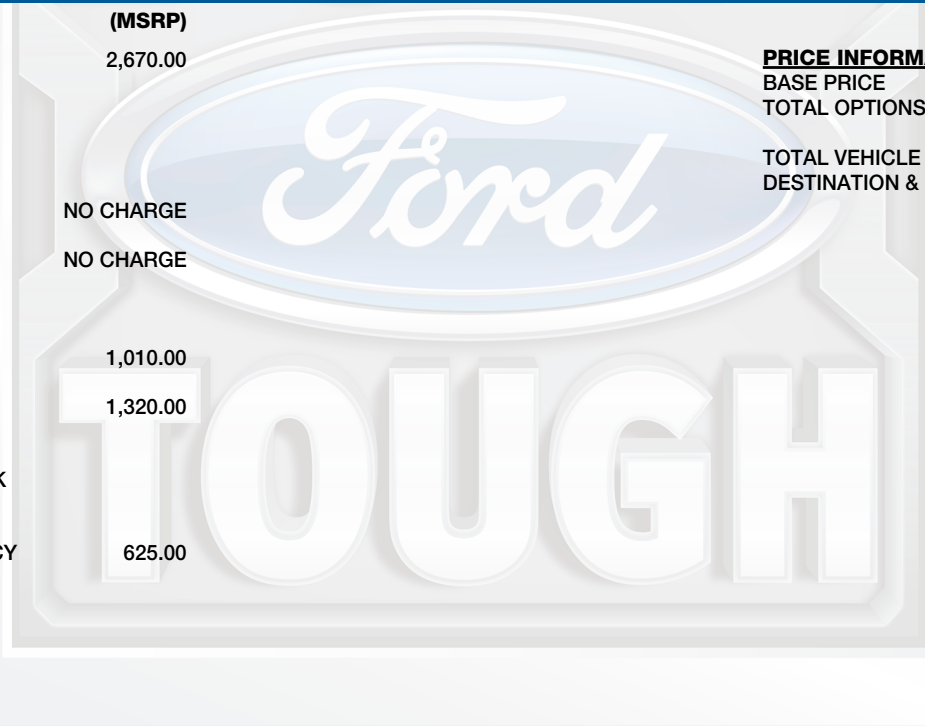 (MSRP)
2,670.00
NO CHARGE
NO CHARGE
1,010.00
1,320.00
K
CY
625.00
PRICE INFORM
BASE PRICE
TOTAL OPTIONS
TOTAL VEHICLE
DESTINATION &
Ford
TOUGH